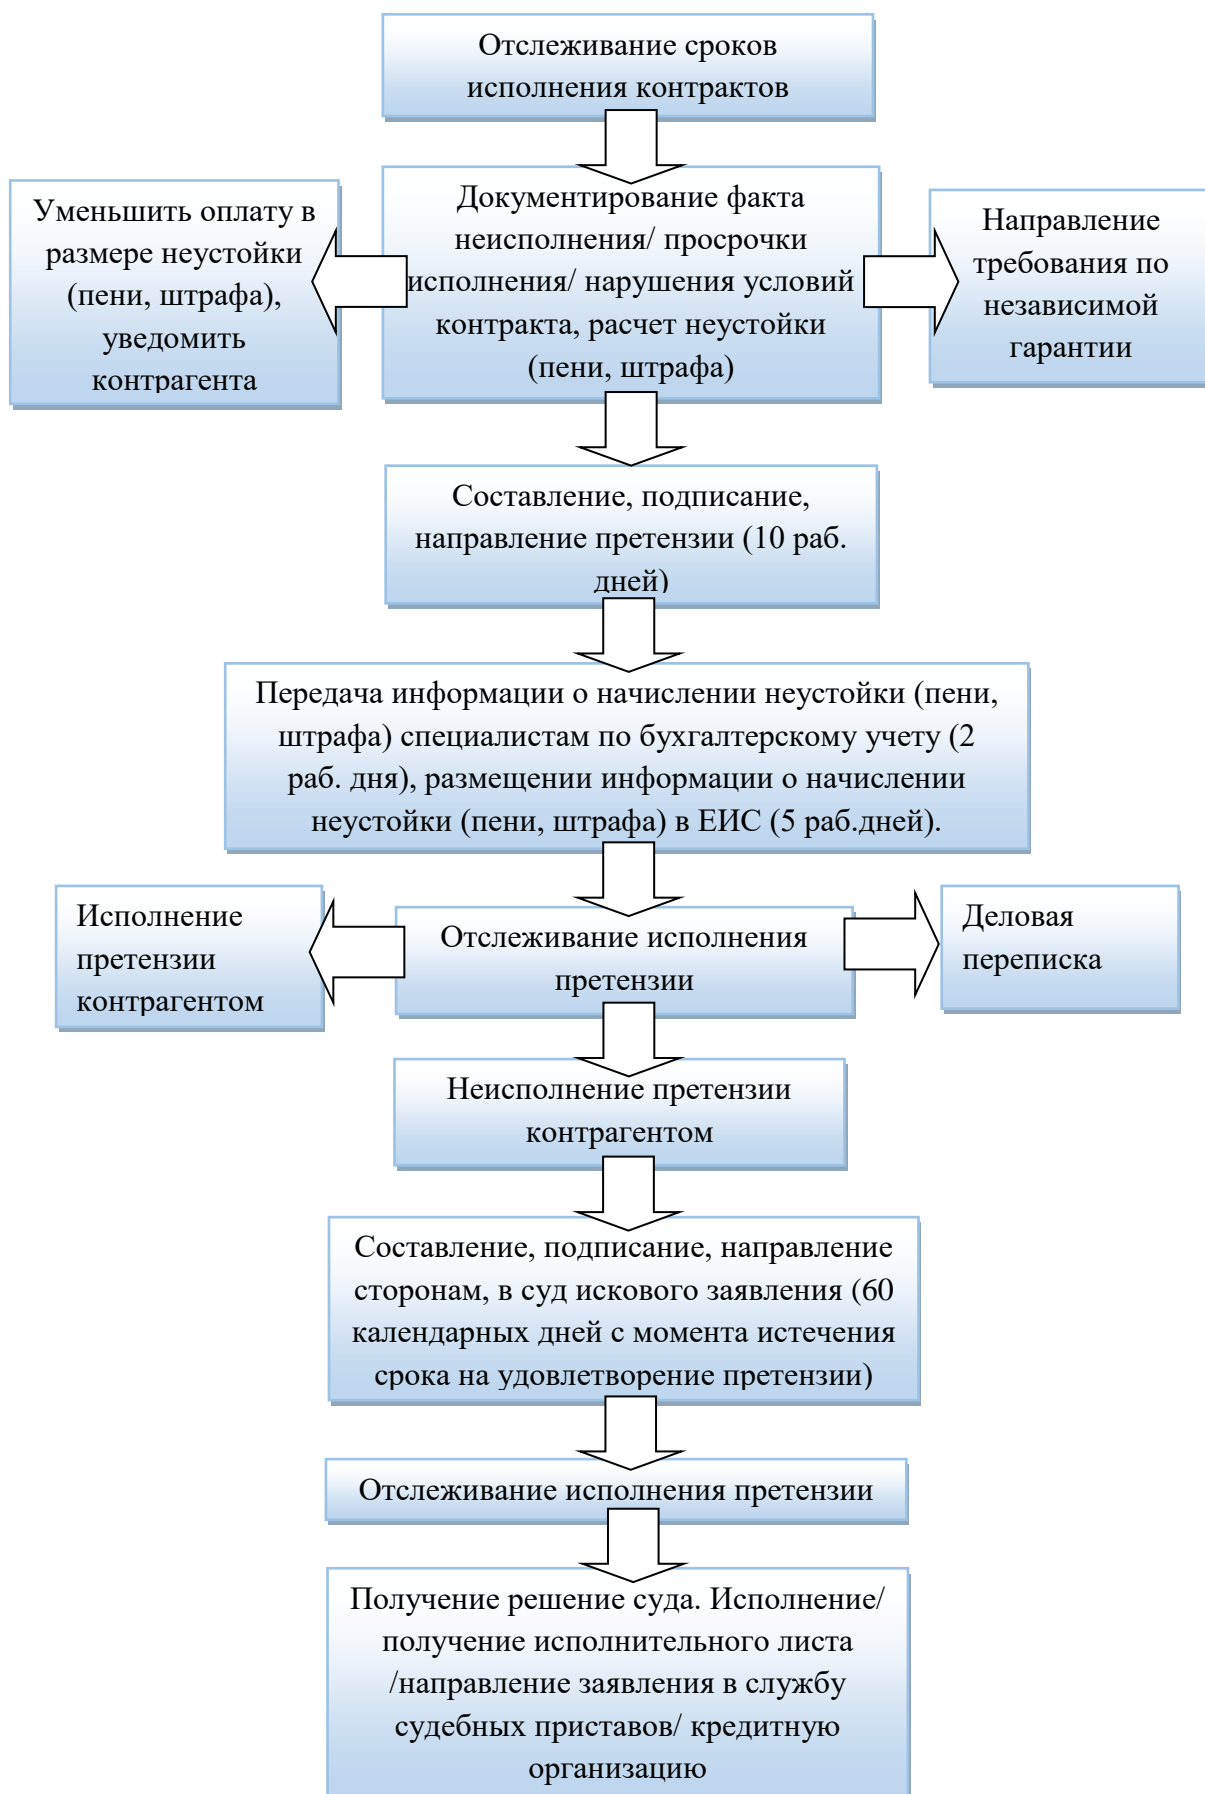 Отслеживание сроков
исполнения контрактов
Уменьшить оплату в
размере неустойки
(пени, штрафа),
уведомить
контрагента
Документирование факта
неисполнения/ просрочки
исполнения/ нарушения условий
контракта, расчет неустойки
(пени, штрафа)
Направление
требования по
независимой
гарантии
Составление, подписание,
направление претензии (10 раб.
дней)
Передача информации о начислении неустойки (пени,
штрафа) специалистам по бухгалтерскому учету (2
раб. дня), размещении информации о начислении
неустойки (пени, штрафа) в ЕИС (5 раб.дней).
Исполнение
претензии
контрагентом
Отслеживание исполнения
претензии
Деловая
переписка
Неисполнение претензии
контрагентом
Составление, подписание, направление
сторонам, в суд искового заявления (60
календарных дней с момента истечения
срока на удовлетворение претензии)
Отслеживание исполнения претензии
Получение решение суда. Исполнение/
получение исполнительного листа
/направление заявления в службу
судебных приставов/ кредитную
организацию